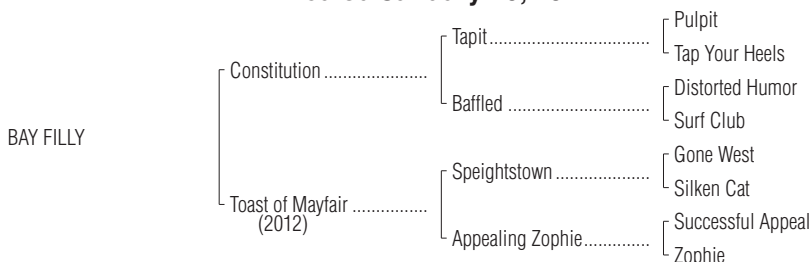 Pulpit
Tapit
Tap Your Heels
Constitution
Distorted Humor
Baffled
Surf Club
BAY FILLY
Gone West
Speightstown
Silken Cat
Toast of Mayfair
(2012)
Successful Appeal
Appealing Zophie
Zophie